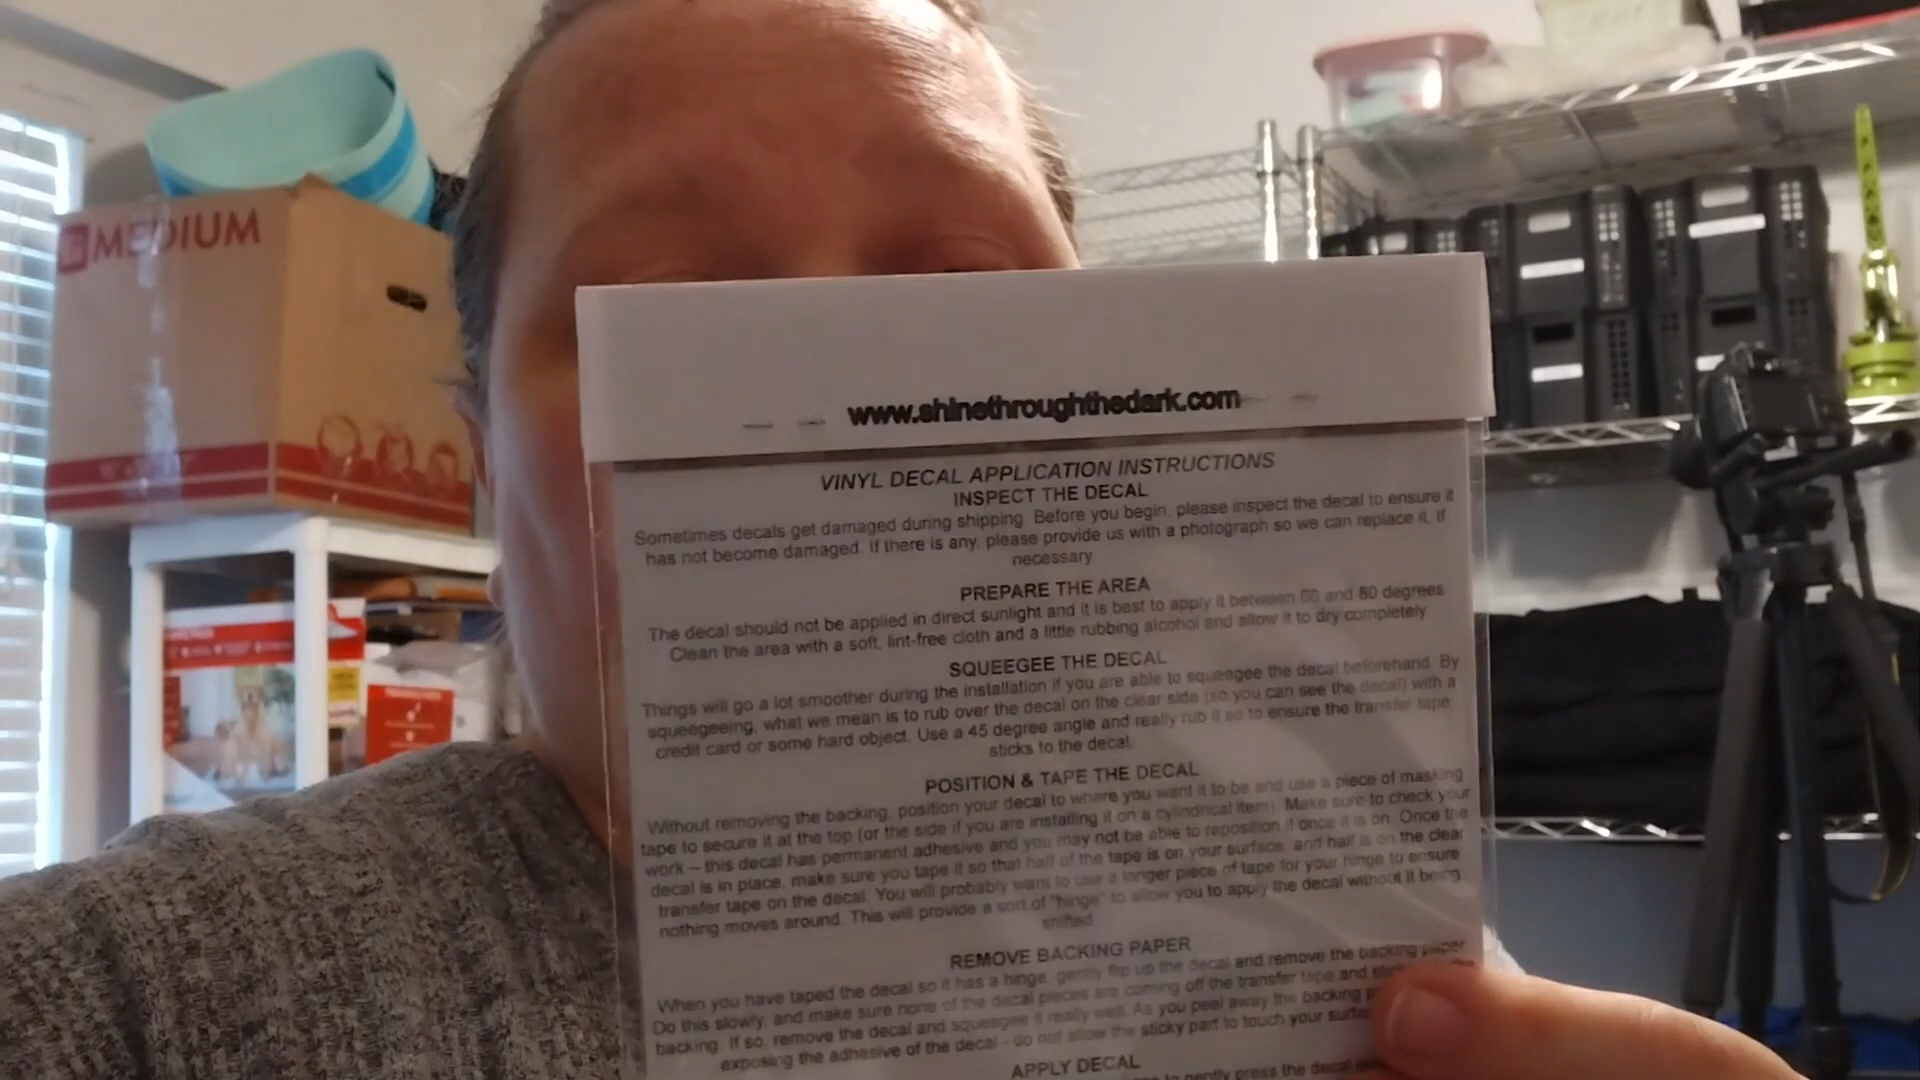 MEDIUM
www.shinethroughthedark.com
VINYL DECAL APPLICATION INSTRUCTIONS
INSPECT THE DECAL
Sometimes decals get damaged during shipping. Before you begin, please inspect the decal to ensure it
has not become damaged. If there is any, please provide us with a photograph so we can replace it, if
necessary
PREPARE THE AREA
The decal should not be applied in direct sunlight and it is best to apply it between 60 and 80 degrees
Clean the area with a soft, lint-free cloth and a little rubbing alcohol and allow it to dry completely
SQUEEGEE THE DECAL
Things will go a lot smoother during the installation if you are able to squeegee the decal beforehand. By
squeegeeing, what we mean is to rub over the decal on the clear side (so you can see the decal) with a
credit card or some hard object. Use a 45 degree angle and really rub it so to ensure the transfer tape
sticks to the decal.
POSITION & TAPE THE DECAL
Without removing the backing, position your decal to where you want it to be and use a piece of masking
tape to secure it at the top (or the side if you are installing it on a cylindrical item). Make sure to check your
work – this decal has permanent adhesive and you may not be able to reposition it once it is on. Once the
decal is in place, make sure you tape it so that half of the tape is on your surface, and half is on the clear
transfer tape on the decal. You will probably want to use a longer piece of tape for your hinge to ensure
nothing moves around. This will provide a sort of "hinge" to allow you to apply the decal without it being
shifted
REMOVE BACKING PAPER
When you have taped the decal so it has a hinge, gently flip up the decal and remove the backing paper
Do this slowly, and make sure none of the decal pieces are coming off the transfer tape and
backing. If so, remove the decal and squeegee it really well. As you peel away the backing
exposing the adhesive of the decal - do not allow the sticky part to touch your
APPLY DECAL
to gently press the decal